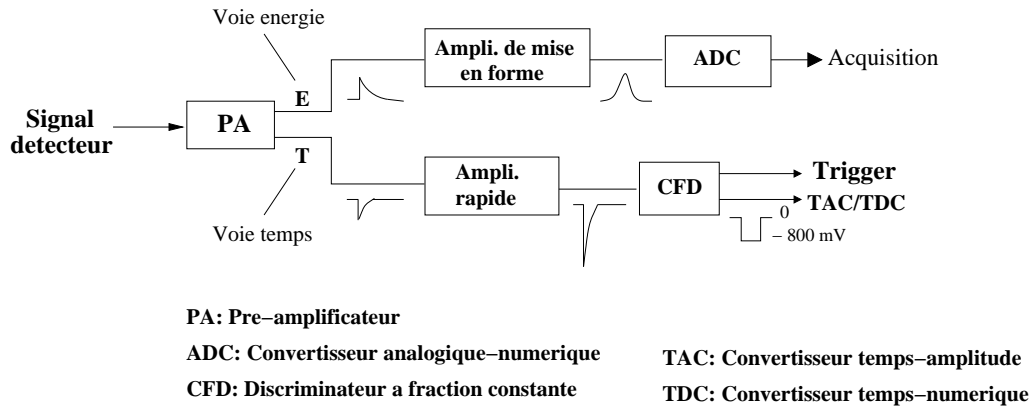 Voie energie
Ampli. de mise
en forme
ADC
Acquisition
E
Signal
detecteur
PA
T
Ampli.
rapide
CFD
Trigger
TAC/TDC
0
− 800 mV
Voie temps
PA: Pre−amplificateur
ADC: Convertisseur analogique−numerique
TAC: Convertisseur temps−amplitude
CFD: Discriminateur a fraction constante
TDC: Convertisseur temps−numerique